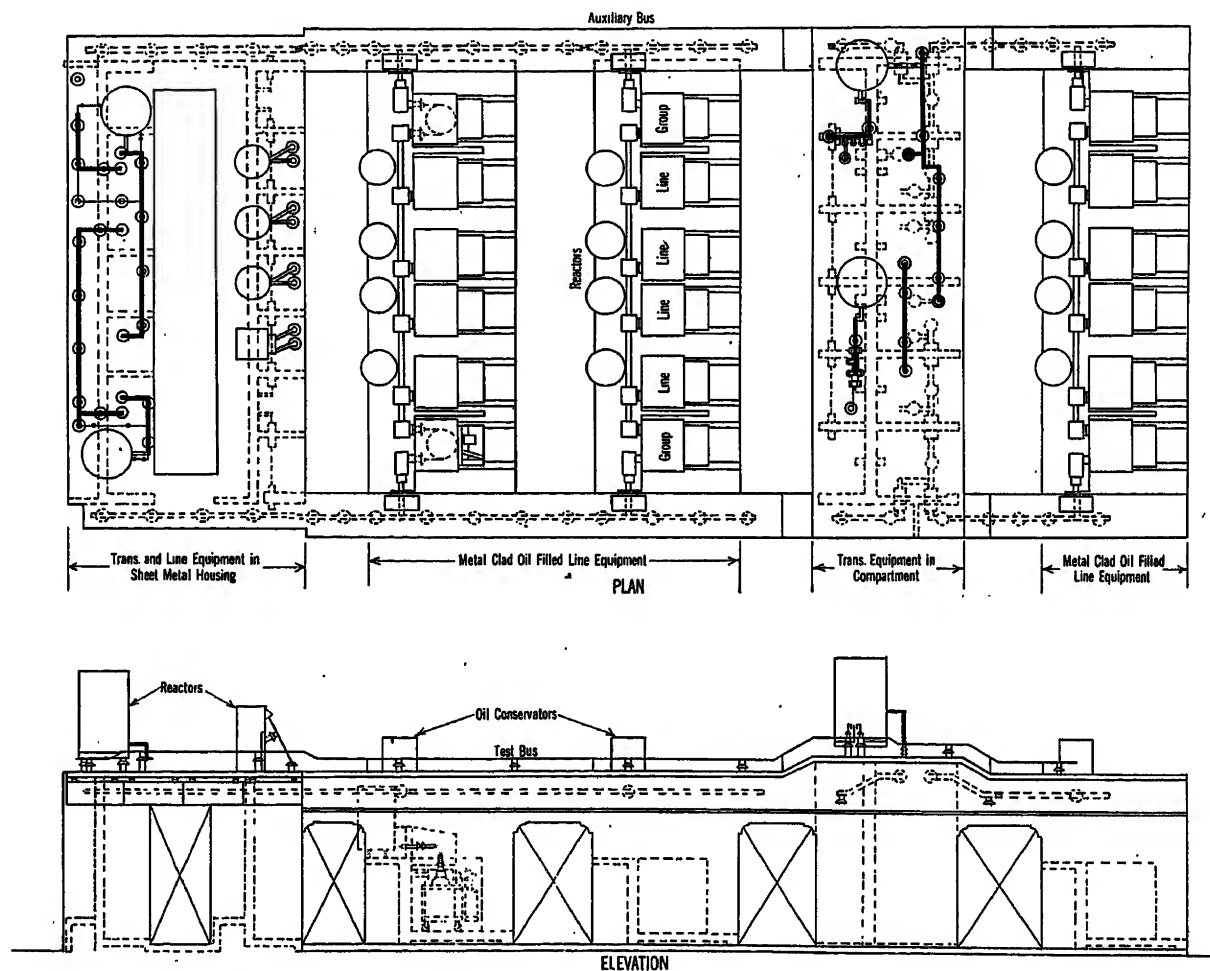 Auxiliary Bus
Group
Line
Line
Line
Line
Group
Reactors
Trans. and Line Equipment in
Sheet Metal Housing
Metal Clad Oil Filled Line Equipment
Trans. Equipment in
Compartment
Metal Clad Oil Filled
Line Equipment
PLAN
Reactors
Oil Conservators
Test Bus
ELEVATION